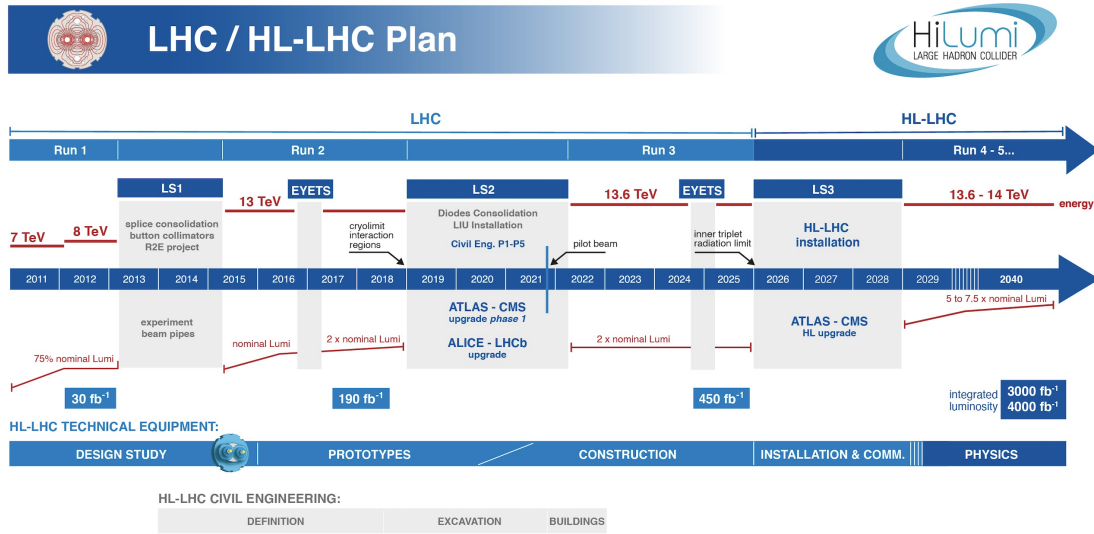 LHC / HL-LHC Plan
HiLumi
LARGE HADRON COLLIDER
LHC
HL-LHC
Run 1
Run 2
Run 3
Run 4 - 5...
LS1
EYETS
LS2
EYETS
LS3
13 TeV
13.6 TeV
13.6 - 14 TeV
energy
7 TeV
8 TeV
splice consolidation
button collimators
R2E project
cryolimit
interaction
regions
Diodes Consolidation
LIU Installation
Civil Eng. P1-P5
pilot beam
inner triplet
radiation limit
HL-LHC
installation
2011
2012
2013
2014
2015
2016
2017
2018
2019
2020
2021
2022
2023
2024
2025
2026
2027
2028
2029
2040
5 to 7.5 x nominal Lumi
experiment
beam pipes
ATLAS - CMS
upgrade phase 1
ALICE - LHCb
upgrade
ATLAS - CMS
HL upgrade
75% nominal Lumi
nominal Lumi
2 x nominal Lumi
2 x nominal Lumi
30 fb⁻¹
190 fb⁻¹
450 fb⁻¹
integrated
luminosity
3000 fb⁻¹
4000 fb⁻¹
HL-LHC TECHNICAL EQUIPMENT:
DESIGN STUDY
PROTOTYPES
CONSTRUCTION
INSTALLATION & COMM.
PHYSICS
HL-LHC CIVIL ENGINEERING:
DEFINITION
EXCAVATION
BUILDINGS